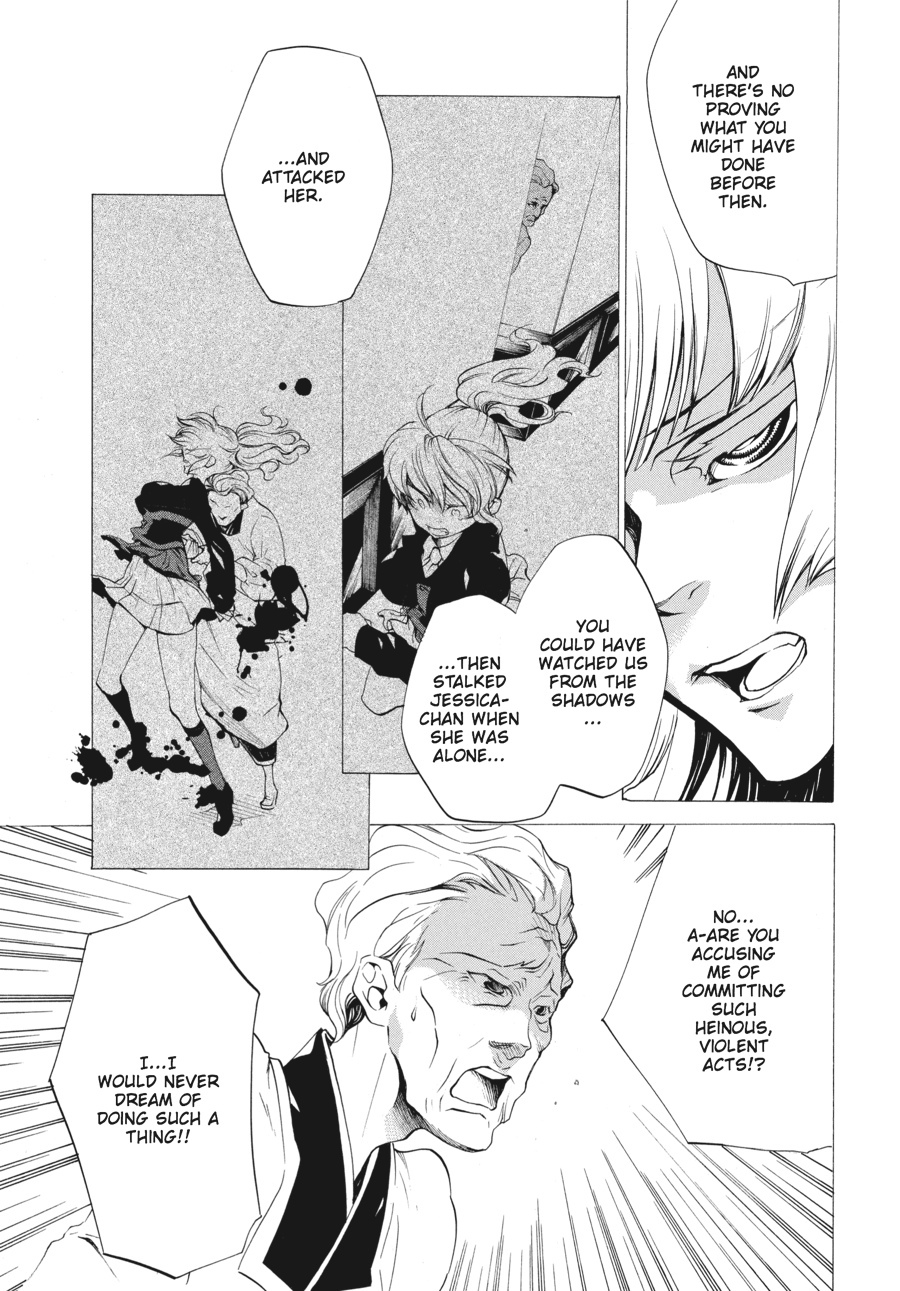 AND
THERE'S NO
PROVING
WHAT YOU
MIGHT HAVE
DONE
BEFORE
THEN.
YOU
COULD HAVE
WATCHED US
FROM THE
SHADOWS
...
...THEN
STALKED
JESSICA-
CHAN WHEN
SHE WAS
ALONE...
...AND
ATTACKED
HER.
NO...
A-ARE YOU
ACCUSING
ME OF
COMMITTING
SUCH
HEINOUS,
VIOLENT
ACTS!?
I...I
WOULD NEVER
DREAM OF
DOING SUCH A
THING!!